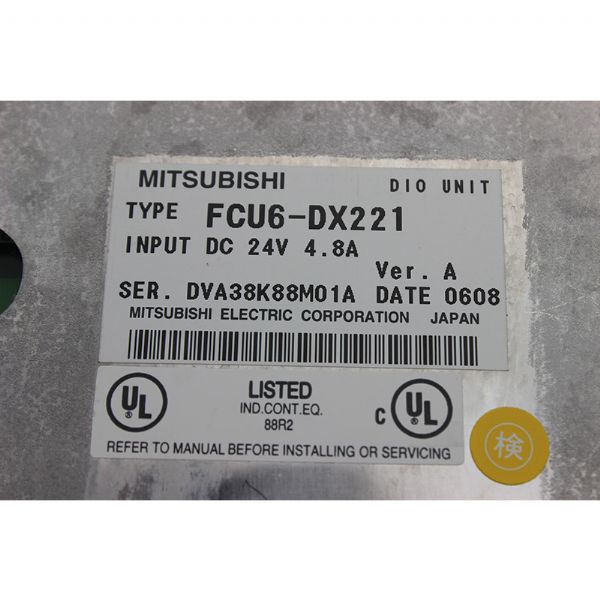 MITSUBISHI DIO UNIT
TYPE FCU6-DX221
INPUT DC 24V 4.8A
Ver. A
SER. DVA38K88M01A DATE 0608
MITSUBISHI ELECTRIC CORPORATION JAPAN
UL LISTED C UL
IND.CONT.EQ.
88R2
REFER TO MANUAL BEFORE INSTALLING OR SERVICING
検